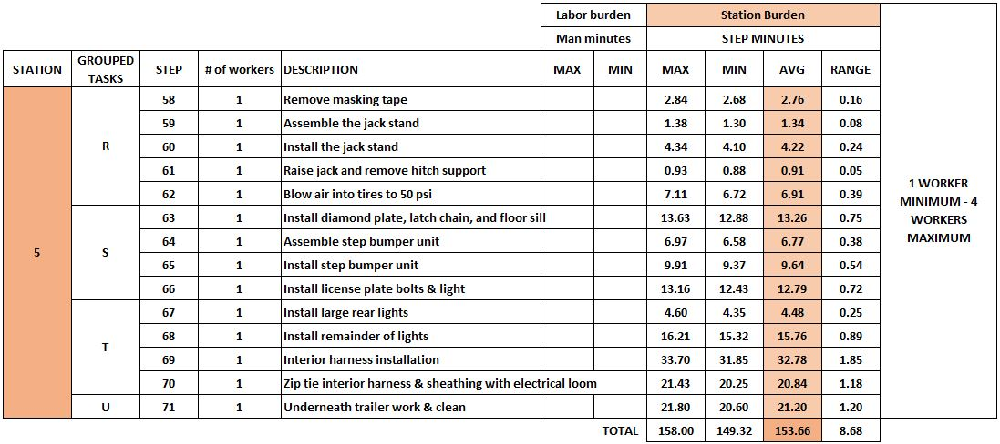 Labor burden Station Burden
Man minutes STEP MINUTES
STATION GROUPED TASKS STEP # of workers DESCRIPTION MAX MIN MAX MIN AVG RANGE
58 1 Remove masking tape 2.84 2.68 2.76 0.16
59 1 Assemble the jack stand 1.38 1.30 1.34 0.08
R 60 1 Install the jack stand 4.34 4.10 4.22 0.24
61 1 Raise jack and remove hitch support 0.93 0.88 0.91 0.05
62 1 Blow air into tires to 50 psi 7.11 6.72 6.91 0.39
63 1 Install diamond plate, latch chain, and floor sill 13.63 12.88 13.26 0.75
5 S 64 1 Assemble step bumper unit 6.97 6.58 6.77 0.38
65 1 Install step bumper unit 9.91 9.37 9.64 0.54
66 1 Install license plate bolts & light 13.16 12.43 12.79 0.72
67 1 Install large rear lights 4.60 4.35 4.48 0.25
T 68 1 Install remainder of lights 16.21 15.32 15.76 0.89
69 1 Interior harness installation 33.70 31.85 32.78 1.85
70 1 Zip tie interior harness & sheathing with electrical loom 21.43 20.25 20.84 1.18
U 71 1 Underneath trailer work & clean 21.80 20.60 21.20 1.20
TOTAL 158.00 149.32 153.66 8.68
1 WORKER
MINIMUM - 4
WORKERS
MAXIMUM